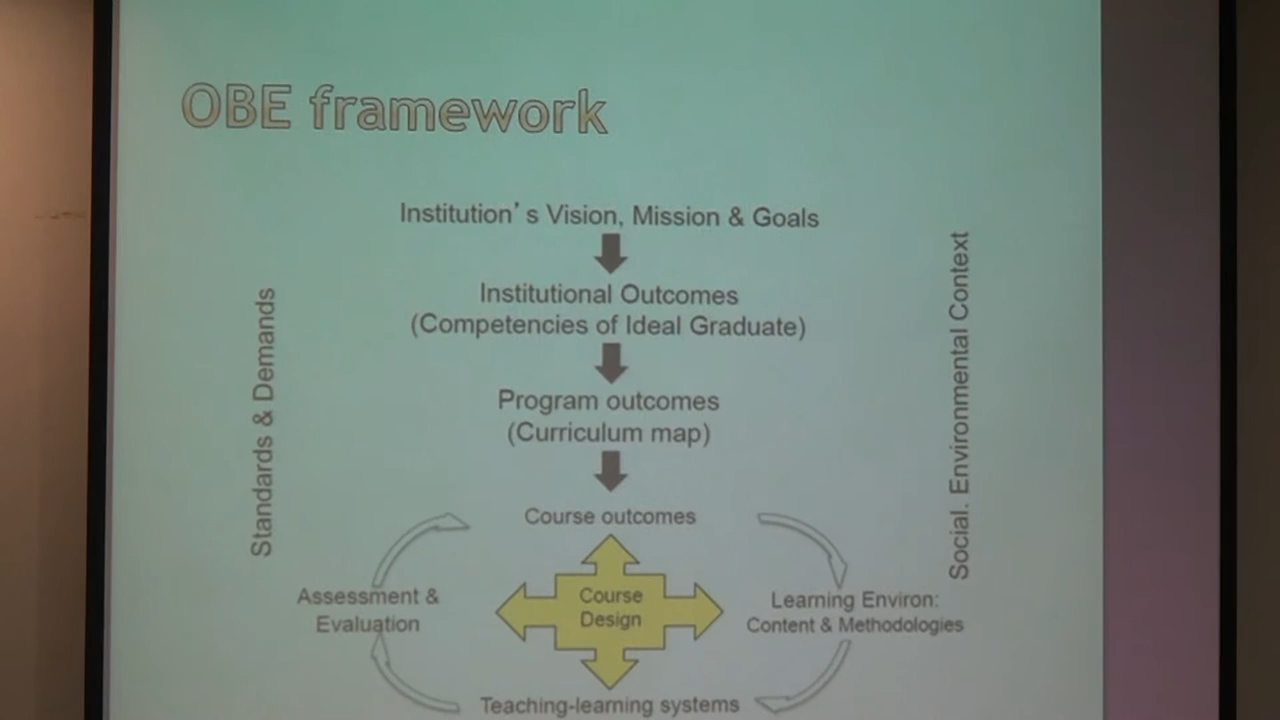 OBE framework
Institution's Vision, Mission & Goals
Institutional Outcomes
(Competencies of Ideal Graduate)
Program outcomes
(Curriculum map)
Standards & Demands
Social. Environmental Context
Course outcomes
Assessment &
Evaluation
Course
Design
Learning Environ:
Content & Methodologies
Teaching-learning systems